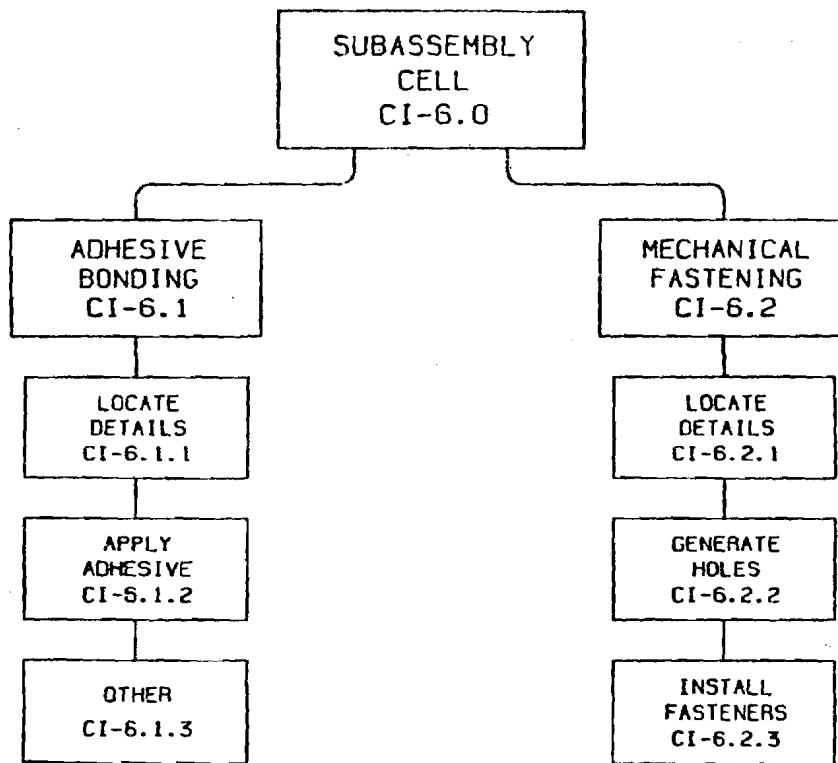 SUBASSEMBLY
CELL
CI-6.0
ADHESIVE
BONDING
CI-6.1
MECHANICAL
FASTENING
CI-6.2
LOCATE
DETAILS
CI-6.1.1
LOCATE
DETAILS
CI-6.2.1
APPLY
ADHESIVE
CI-6.1.2
GENERATE
HOLES
CI-6.2.2
OTHER
CI-6.1.3
INSTALL
FASTENERS
CI-6.2.3